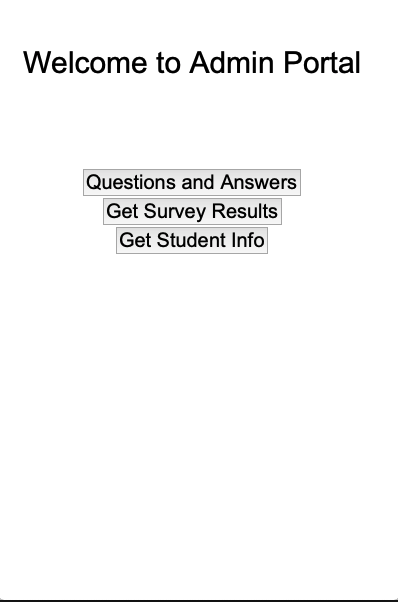 Welcome to Admin Portal
Questions and Answers
Get Survey Results
Get Student Info